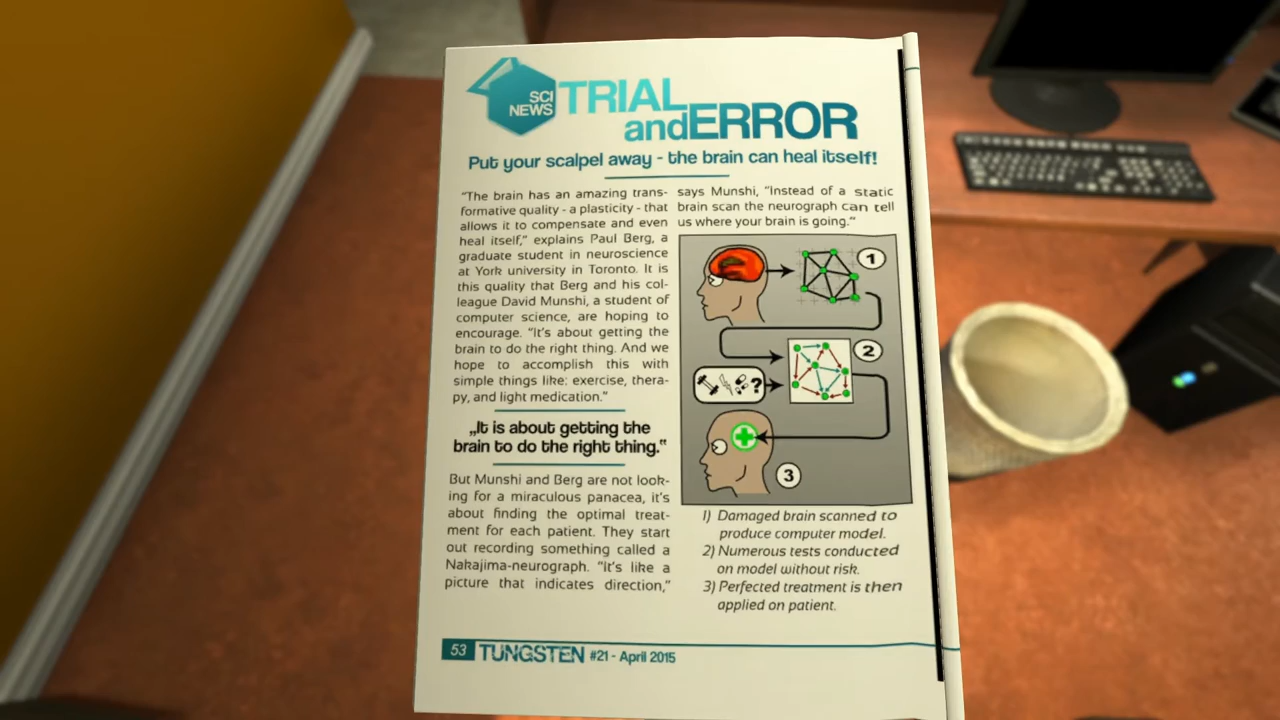 SCI
NEWS
TRIAL
andERROR
Put your scalpel away - the brain can heal itself!
"The brain has an amazing trans-
formative quality - a plasticity - that
allows it to compensate and even
heal itself," explains Paul Berg, a
graduate student in neuroscience
at York university in Toronto. It is
this quality that Berg and his col-
league David Munshi, a student of
computer science, are hoping to
encourage. "It's about getting the
brain to do the right thing. And we
hope to accomplish this with
simple things like: exercise, thera-
py, and light medication."
„It is about getting the
brain to do the right thing."
But Munshi and Berg are not look-
ing for a miraculous panacea, it's
about finding the optimal treat-
ment for each patient. They start
out recording something called a
Nakajima-neurograph. "It's like a
picture that indicates direction,"
says Munshi, "Instead of a static
brain scan the neurograph can tell
us where your brain is going."
1
2
?
3
1) Damaged brain scanned to
produce computer model.
2) Numerous tests conducted
on model without risk.
3) Perfected treatment is then
applied on patient.
53 TUNGSTEN #21 - April 2015